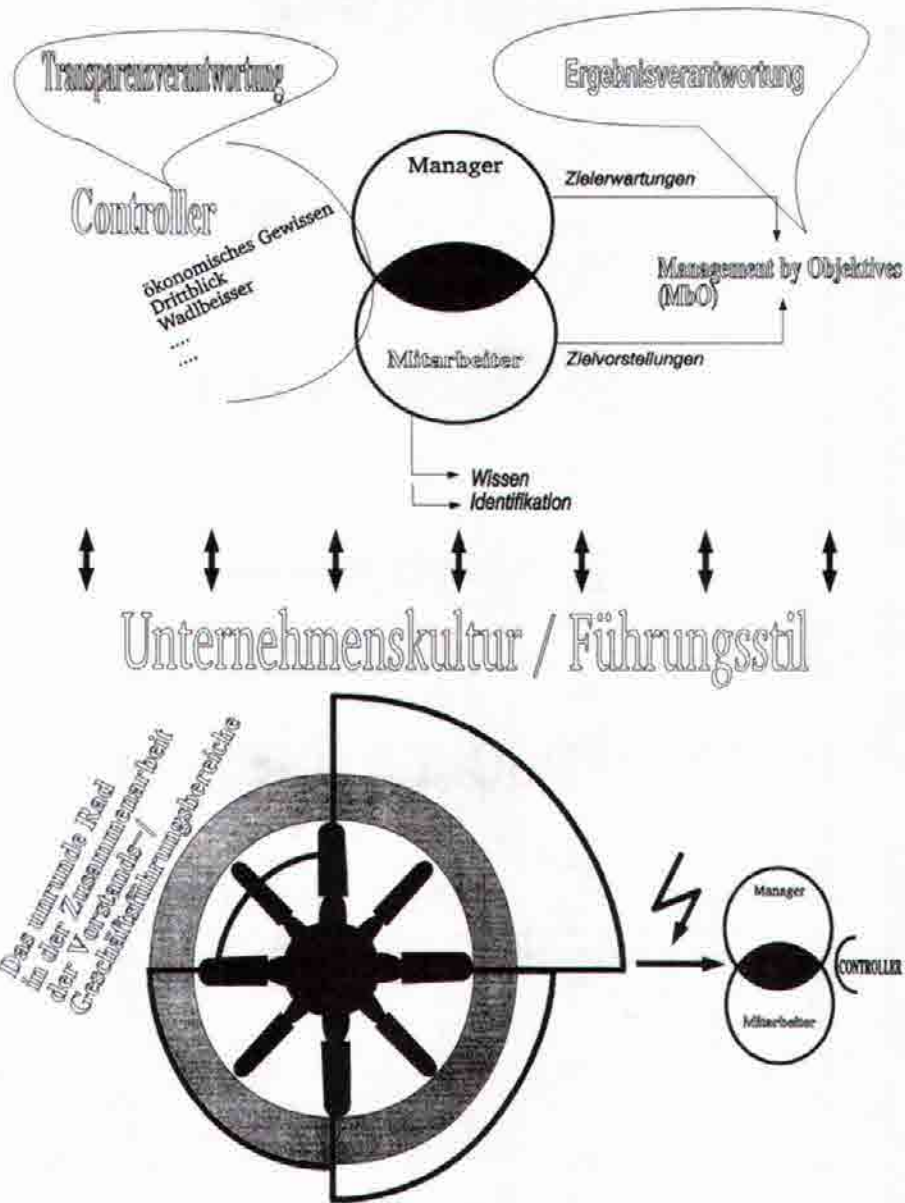 Transparenzverantwortung
Ergebnisverantwortung
Controller
ökonomisches Gewissen
Drittblick
Wadlbeisser
....
....
Manager
Mitarbeiter
Zielerwartungen
Management by Objektives
(MbO)
Zielvorstellungen
Wissen
Identifikation
Unternehmenskultur / Führungsstil
Das unrunde Rad
in der Zusammenarbeit
der Vorstands-/
Geschäftsführungsbereiche
Manager
CONTROLLER
Mitarbeiter